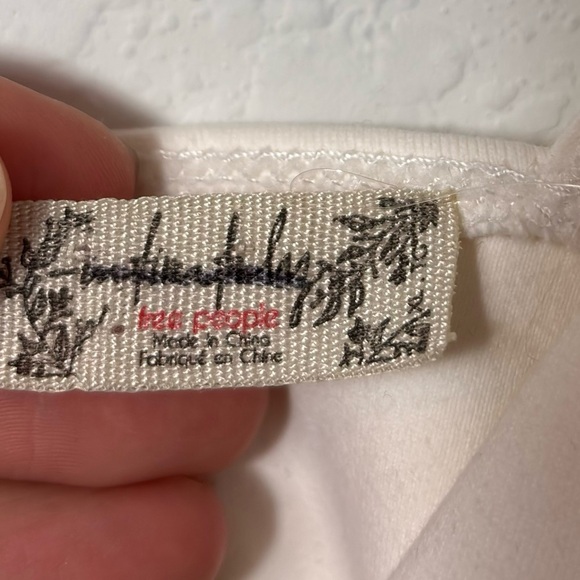 free people
Made in China
Fabriqué en Chine